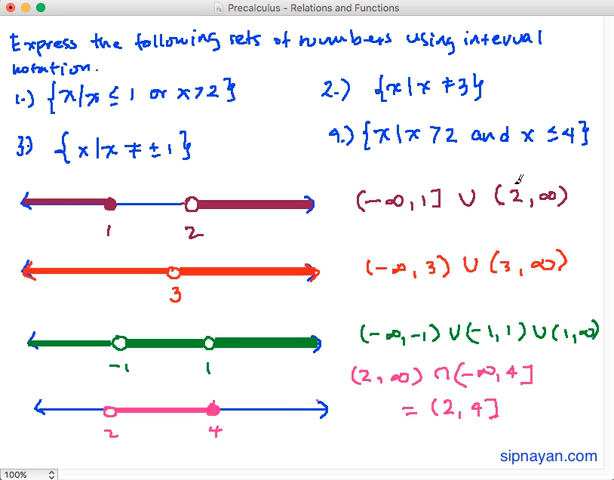 Precalculus - Relations and Functions
Express the following sets of numbers using interval
notation.
1.) {x|x ≤ 1 or x>2}
2.) {x|x ≠ 3}
3.) {x|x ≠ ±1}
4.) {x|x >2 and x ≤4}
1 2
(-∞,1] ∪ (2,∞)
3
(-∞,3) ∪ (3,∞)
-1 1
(-∞,-1) ∪ (-1,1) ∪ (1,∞)
(2,∞) ∩ (-∞,4]
2 4
= (2,4]
sipnayan.com
100%